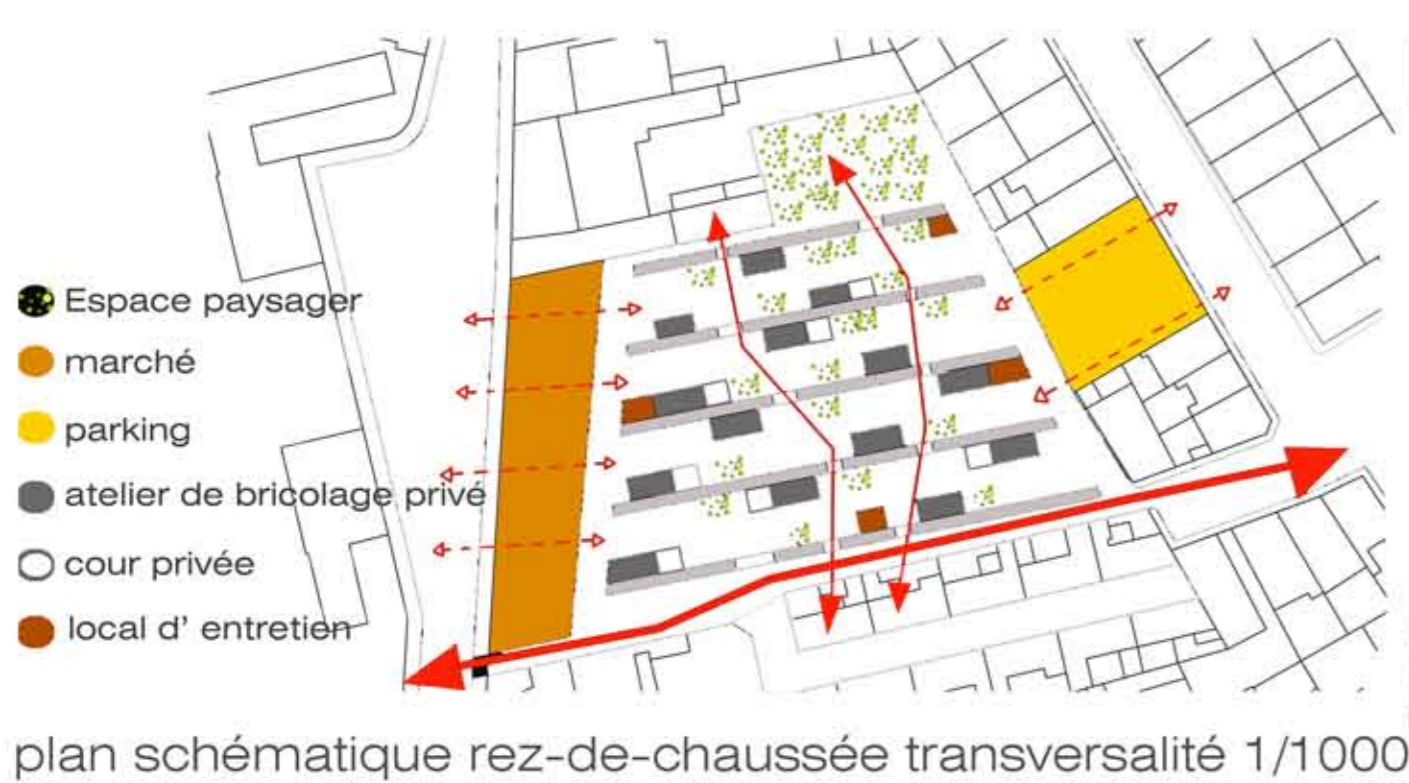 Espace paysager
marché
parking
atelier de bricolage privé
cour privée
local d' entretien
plan schématique rez-de-chaussée transversalité 1/1000